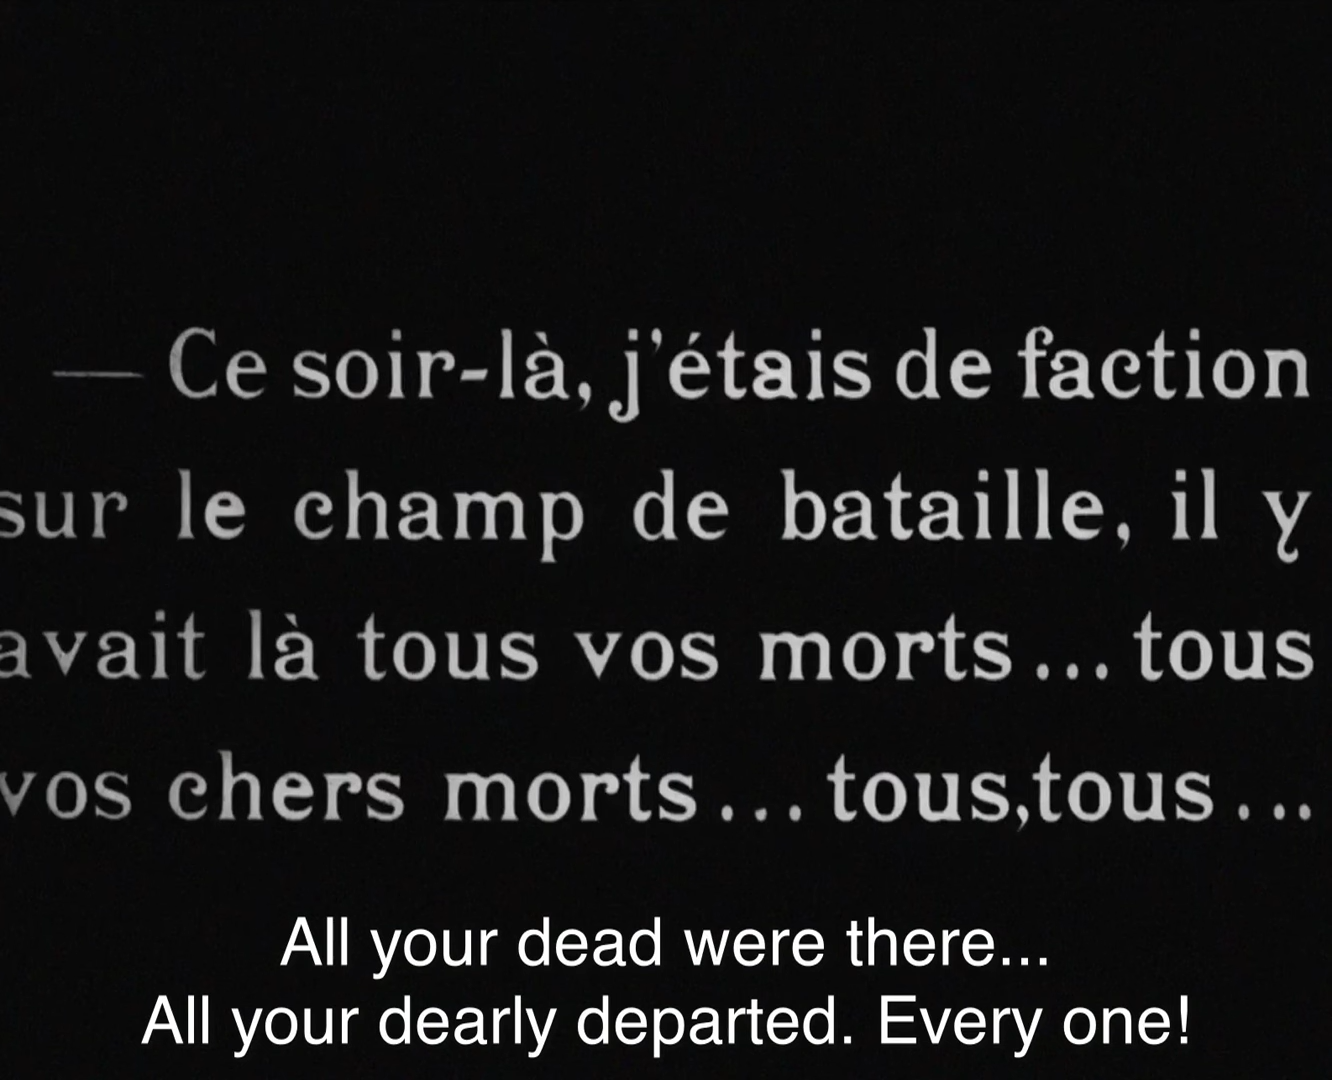 — Ce soir-là, j'étais de faction
sur le champ de bataille, il y
avait là tous vos morts... tous
vos chers morts... tous,tous...
All your dead were there...
All your dearly departed. Every one!